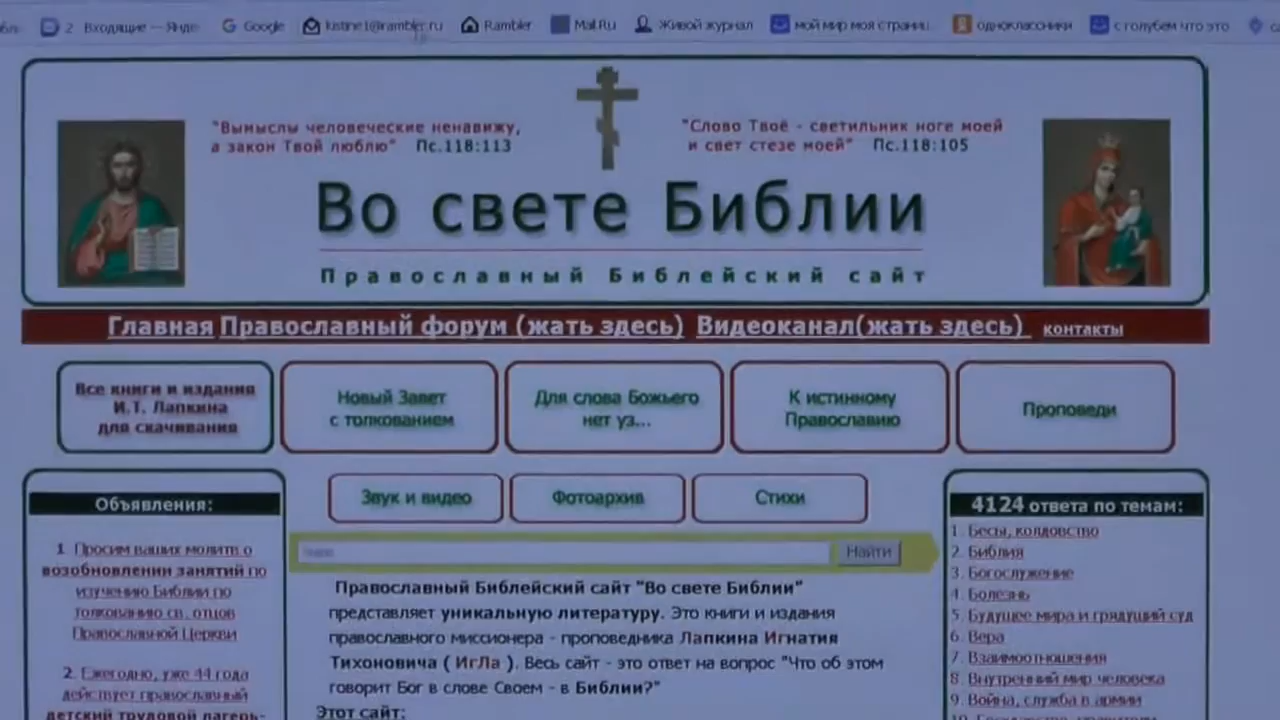 2 Входящие — Янде
Google
iustine1@rambler.ru
Rambler
Mail.Ru
Живой журнал
мой мир моя страниц
одноклассники
с голубем что это
"Вымыслы человеческие ненавижу,
а закон Твой люблю" Пс.118:113
"Слово Твоё - светильник ноге моей
и свет стезе моей" Пс.118:105
Во свете Библии
Православный Библейский сайт
Главная Православный форум (жать здесь) Видеоканал(жать здесь) контакты
Все книги и издания
И.Т. Лапкина
для скачивания
Новый Завет
с толкованием
Для слова Божьего
нет уз...
К истинному
Православию
Проповеди
Звук и видео
Фотоархив
Стихи
Найти
Объявления:
1. Просим ваших молитв о
возобновлении занятий по
изучению Библии по
толкованию св. отцов
Православной Церкви
2. Ежегодно, уже 44 года
действует православный
детский трудовой лагерь-
Православный Библейский сайт "Во свете Библии"
представляет уникальную литературу. Это книги и издания
православного миссионера - проповедника Лапкина Игнатия
Тихоновича ( ИгЛа ). Весь сайт - это ответ на вопрос "Что об этом
говорит Бог в слове Своем - в Библии?"
Этот сайт:
4124 ответа по темам:
1. Бесы, колдовство
2. Библия
3. Богослужение
4. Болезнь
5. Будущее мира и грядущий суд
6. Вера
7. Взаимоотношения
8. Внутренний мир человека
9. Война, служба в армии